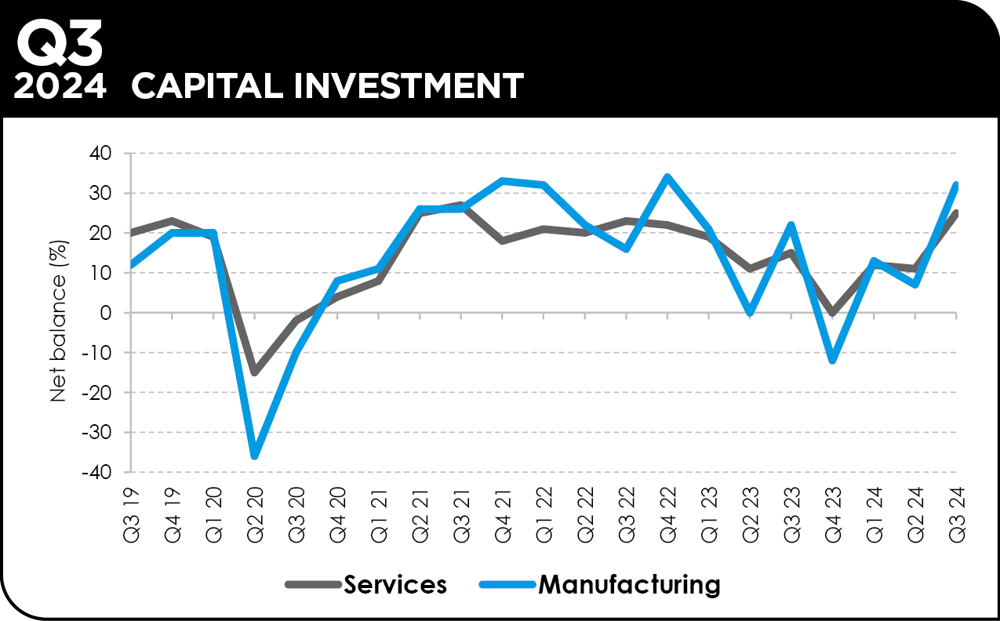 Q3
2024 CAPITAL INVESTMENT
40
30
20
10
0
-10
-20
-30
-40
Net balance (%)
Q3 19
Q4 19
Q1 20
Q2 20
Q3 20
Q4 20
Q1 21
Q2 21
Q3 21
Q4 21
Q1 22
Q2 22
Q3 22
Q4 22
Q1 23
Q2 23
Q3 23
Q4 23
Q1 24
Q2 24
Q3 24
Services
Manufacturing